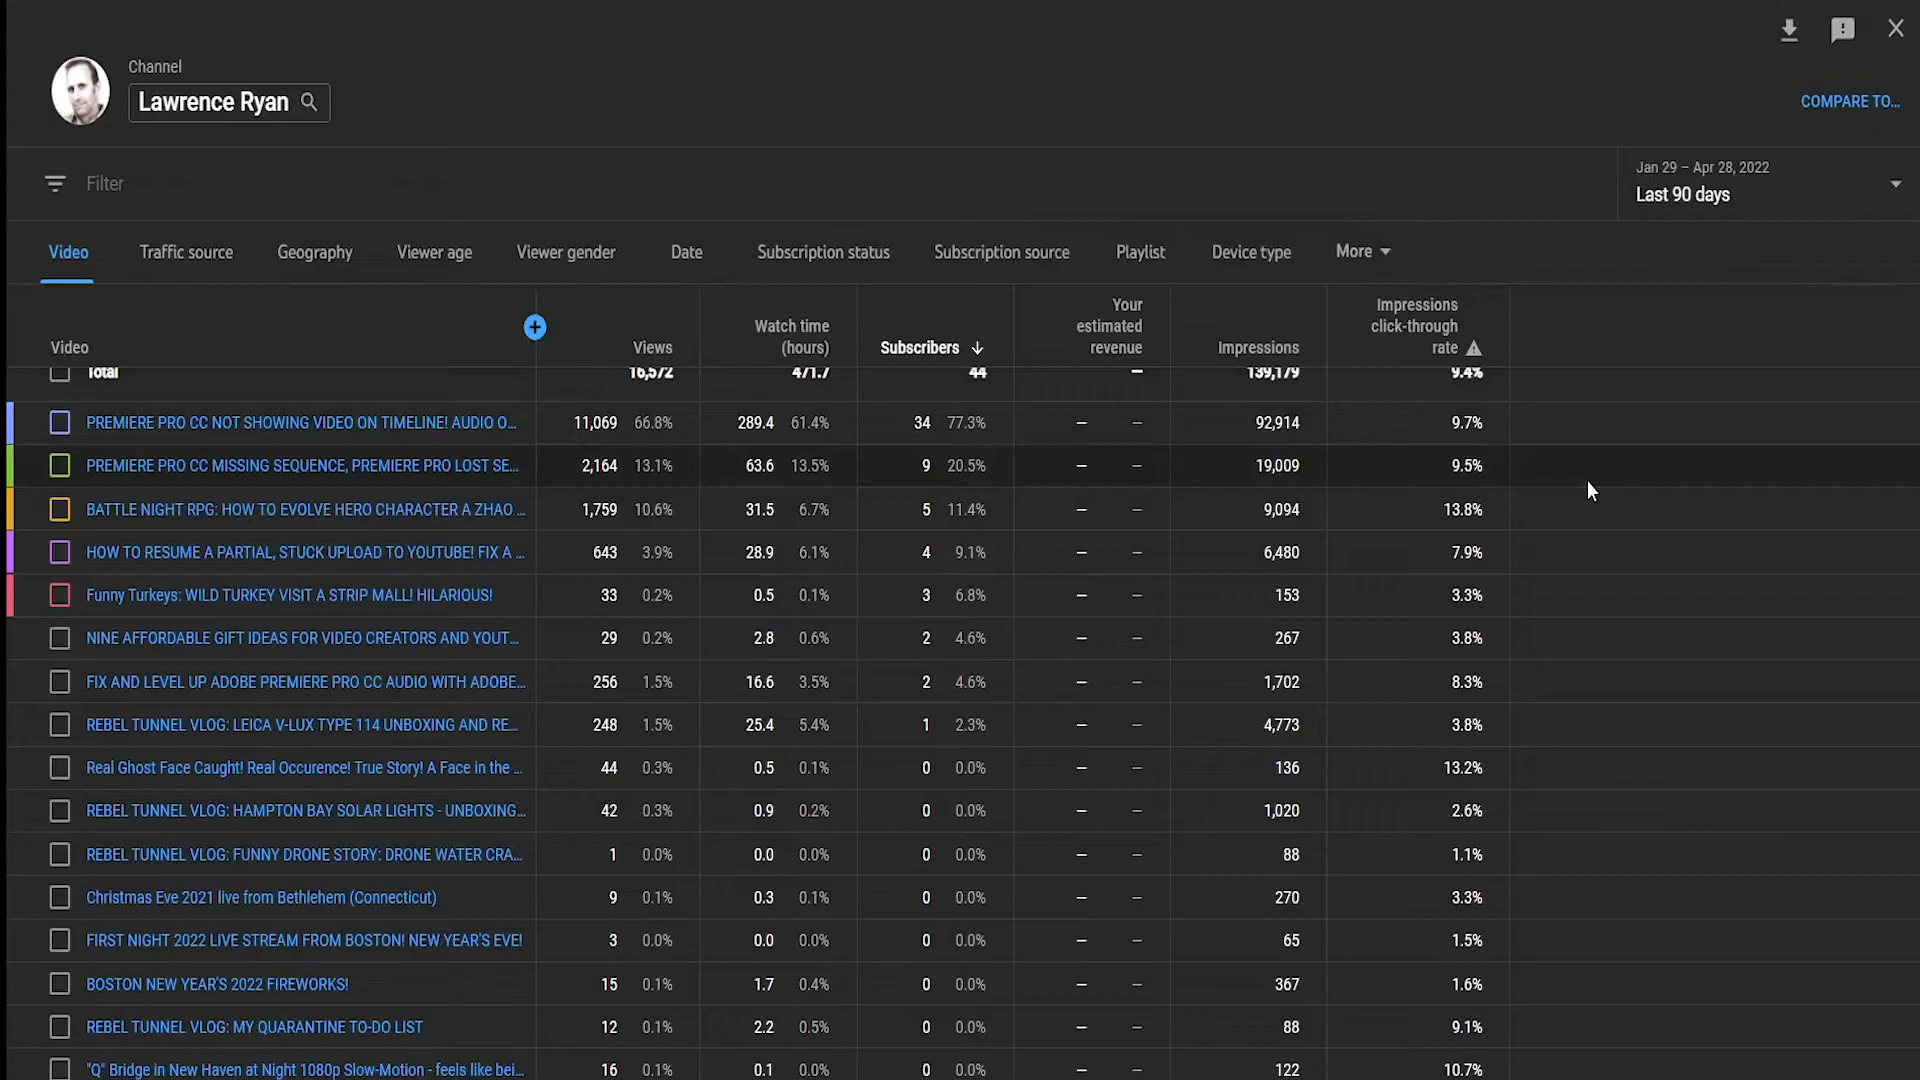 Channel
Lawrence Ryan
COMPARE TO...
Filter
Jan 29 – Apr 28, 2022
Last 90 days
Video Traffic source Geography Viewer age Viewer gender Date Subscription status Subscription source Playlist Device type More
Video Views Watch time (hours) Subscribers Your estimated revenue Impressions Impressions click-through rate
Total 16,572 471.7 44 — 139,179 9.4%
PREMIERE PRO CC NOT SHOWING VIDEO ON TIMELINE! AUDIO O... 11,069 66.8% 289.4 61.4% 34 77.3% — — 92,914 9.7%
PREMIERE PRO CC MISSING SEQUENCE, PREMIERE PRO LOST SE... 2,164 13.1% 63.6 13.5% 9 20.5% — — 19,009 9.5%
BATTLE NIGHT RPG: HOW TO EVOLVE HERO CHARACTER A ZHAO ... 1,759 10.6% 31.5 6.7% 5 11.4% — — 9,094 13.8%
HOW TO RESUME A PARTIAL, STUCK UPLOAD TO YOUTUBE! FIX A ... 643 3.9% 28.9 6.1% 4 9.1% — — 6,480 7.9%
Funny Turkeys: WILD TURKEY VISIT A STRIP MALL! HILARIOUS! 33 0.2% 0.5 0.1% 3 6.8% — — 153 3.3%
NINE AFFORDABLE GIFT IDEAS FOR VIDEO CREATORS AND YOUT... 29 0.2% 2.8 0.6% 2 4.6% — — 267 3.8%
FIX AND LEVEL UP ADOBE PREMIERE PRO CC AUDIO WITH ADOBE... 256 1.5% 16.6 3.5% 2 4.6% — — 1,702 8.3%
REBEL TUNNEL VLOG: LEICA V-LUX TYPE 114 UNBOXING AND RE... 248 1.5% 25.4 5.4% 1 2.3% — — 4,773 3.8%
Real Ghost Face Caught! Real Occurence! True Story! A Face in the ... 44 0.3% 0.5 0.1% 0 0.0% — — 136 13.2%
REBEL TUNNEL VLOG: HAMPTON BAY SOLAR LIGHTS - UNBOXING... 42 0.3% 0.9 0.2% 0 0.0% — — 1,020 2.6%
REBEL TUNNEL VLOG: FUNNY DRONE STORY: DRONE WATER CRA... 1 0.0% 0.0 0.0% 0 0.0% — — 88 1.1%
Christmas Eve 2021 live from Bethlehem (Connecticut) 9 0.1% 0.3 0.1% 0 0.0% — — 270 3.3%
FIRST NIGHT 2022 LIVE STREAM FROM BOSTON! NEW YEAR'S EVE! 3 0.0% 0.0 0.0% 0 0.0% — — 65 1.5%
BOSTON NEW YEAR'S 2022 FIREWORKS! 15 0.1% 1.7 0.4% 0 0.0% — — 367 1.6%
REBEL TUNNEL VLOG: MY QUARANTINE TO-DO LIST 12 0.1% 2.2 0.5% 0 0.0% — — 88 9.1%
"Q" Bridge in New Haven at Night 1080p Slow-Motion - feels like bei... 16 0.1% 0.1 0.0% 0 0.0% — — 122 10.7%